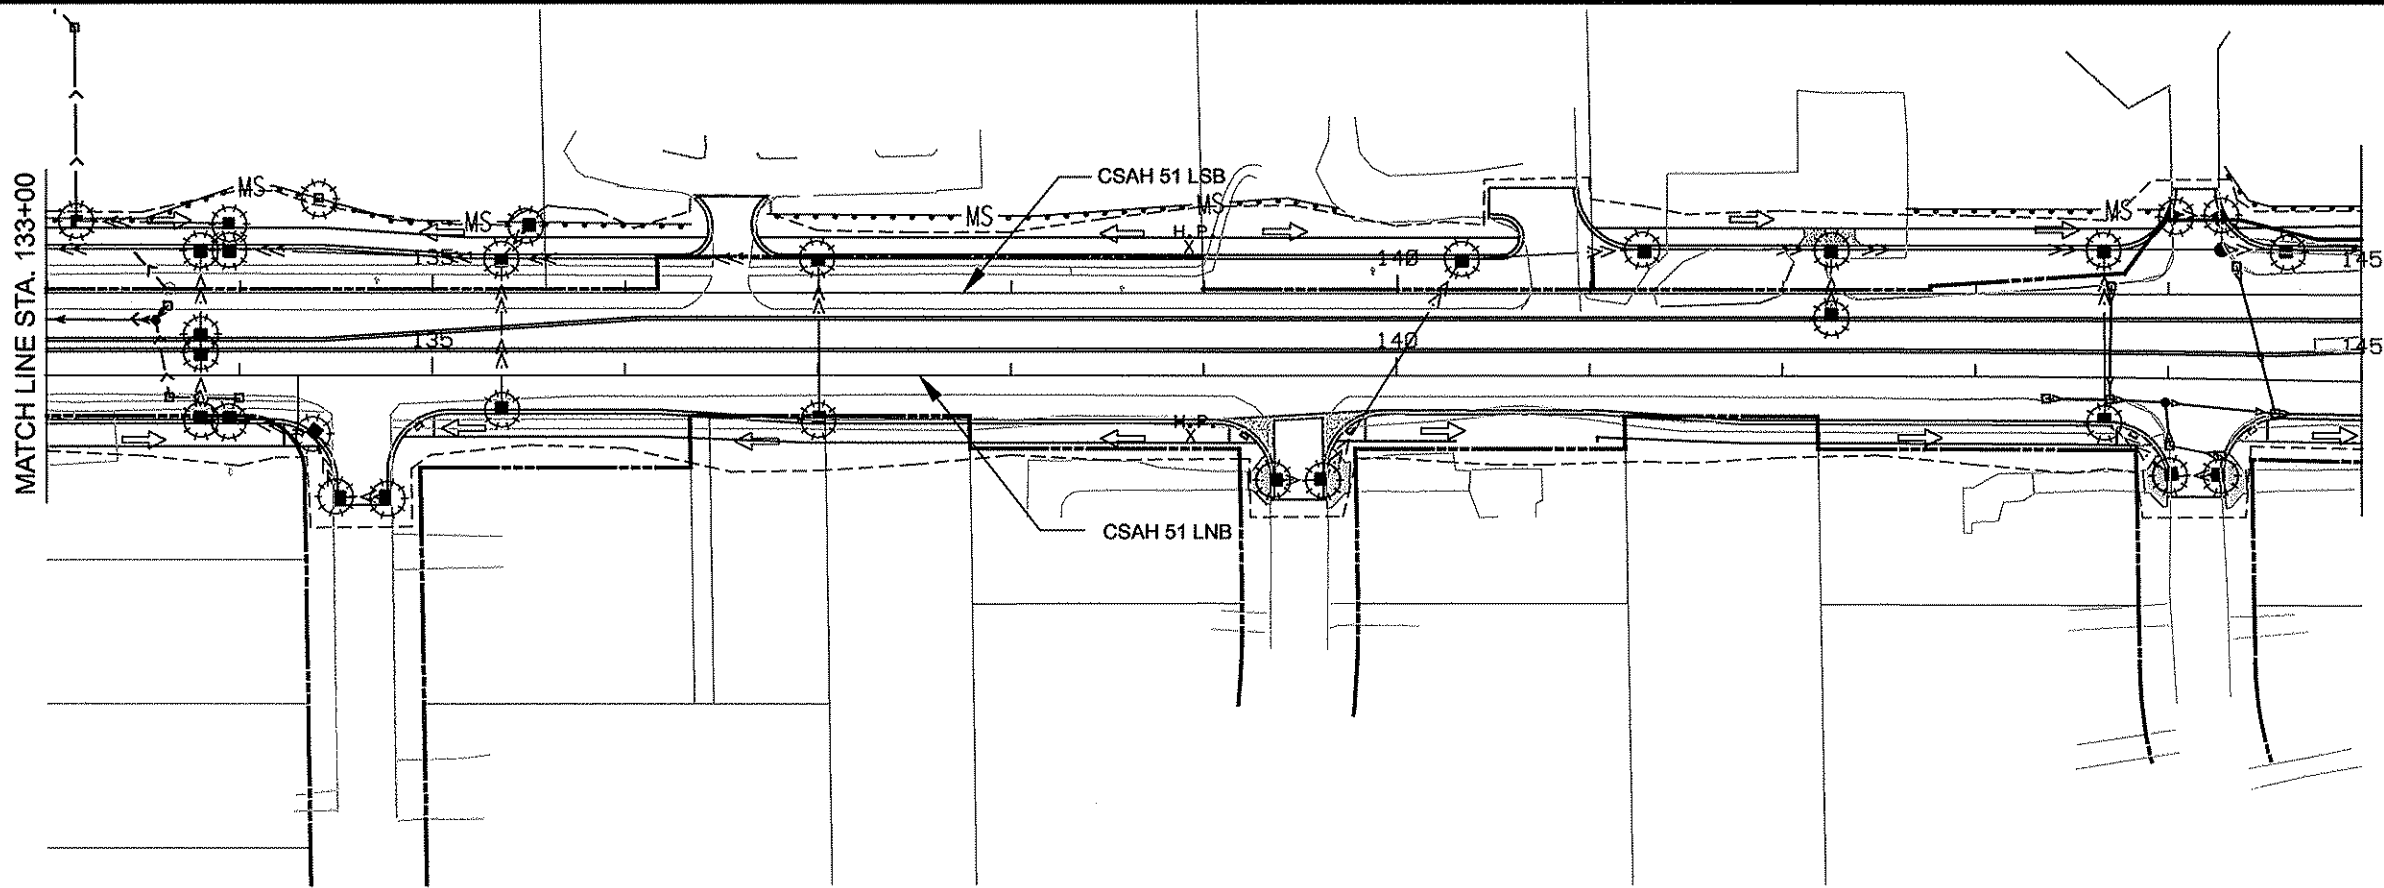 MATCH LINE STA. 133+00
MS
MS
MS
MS
MS
CSAH 51 LSB
H.P.
X
135
140
145
135
140
145
H.P.
X
CSAH 51 LNB